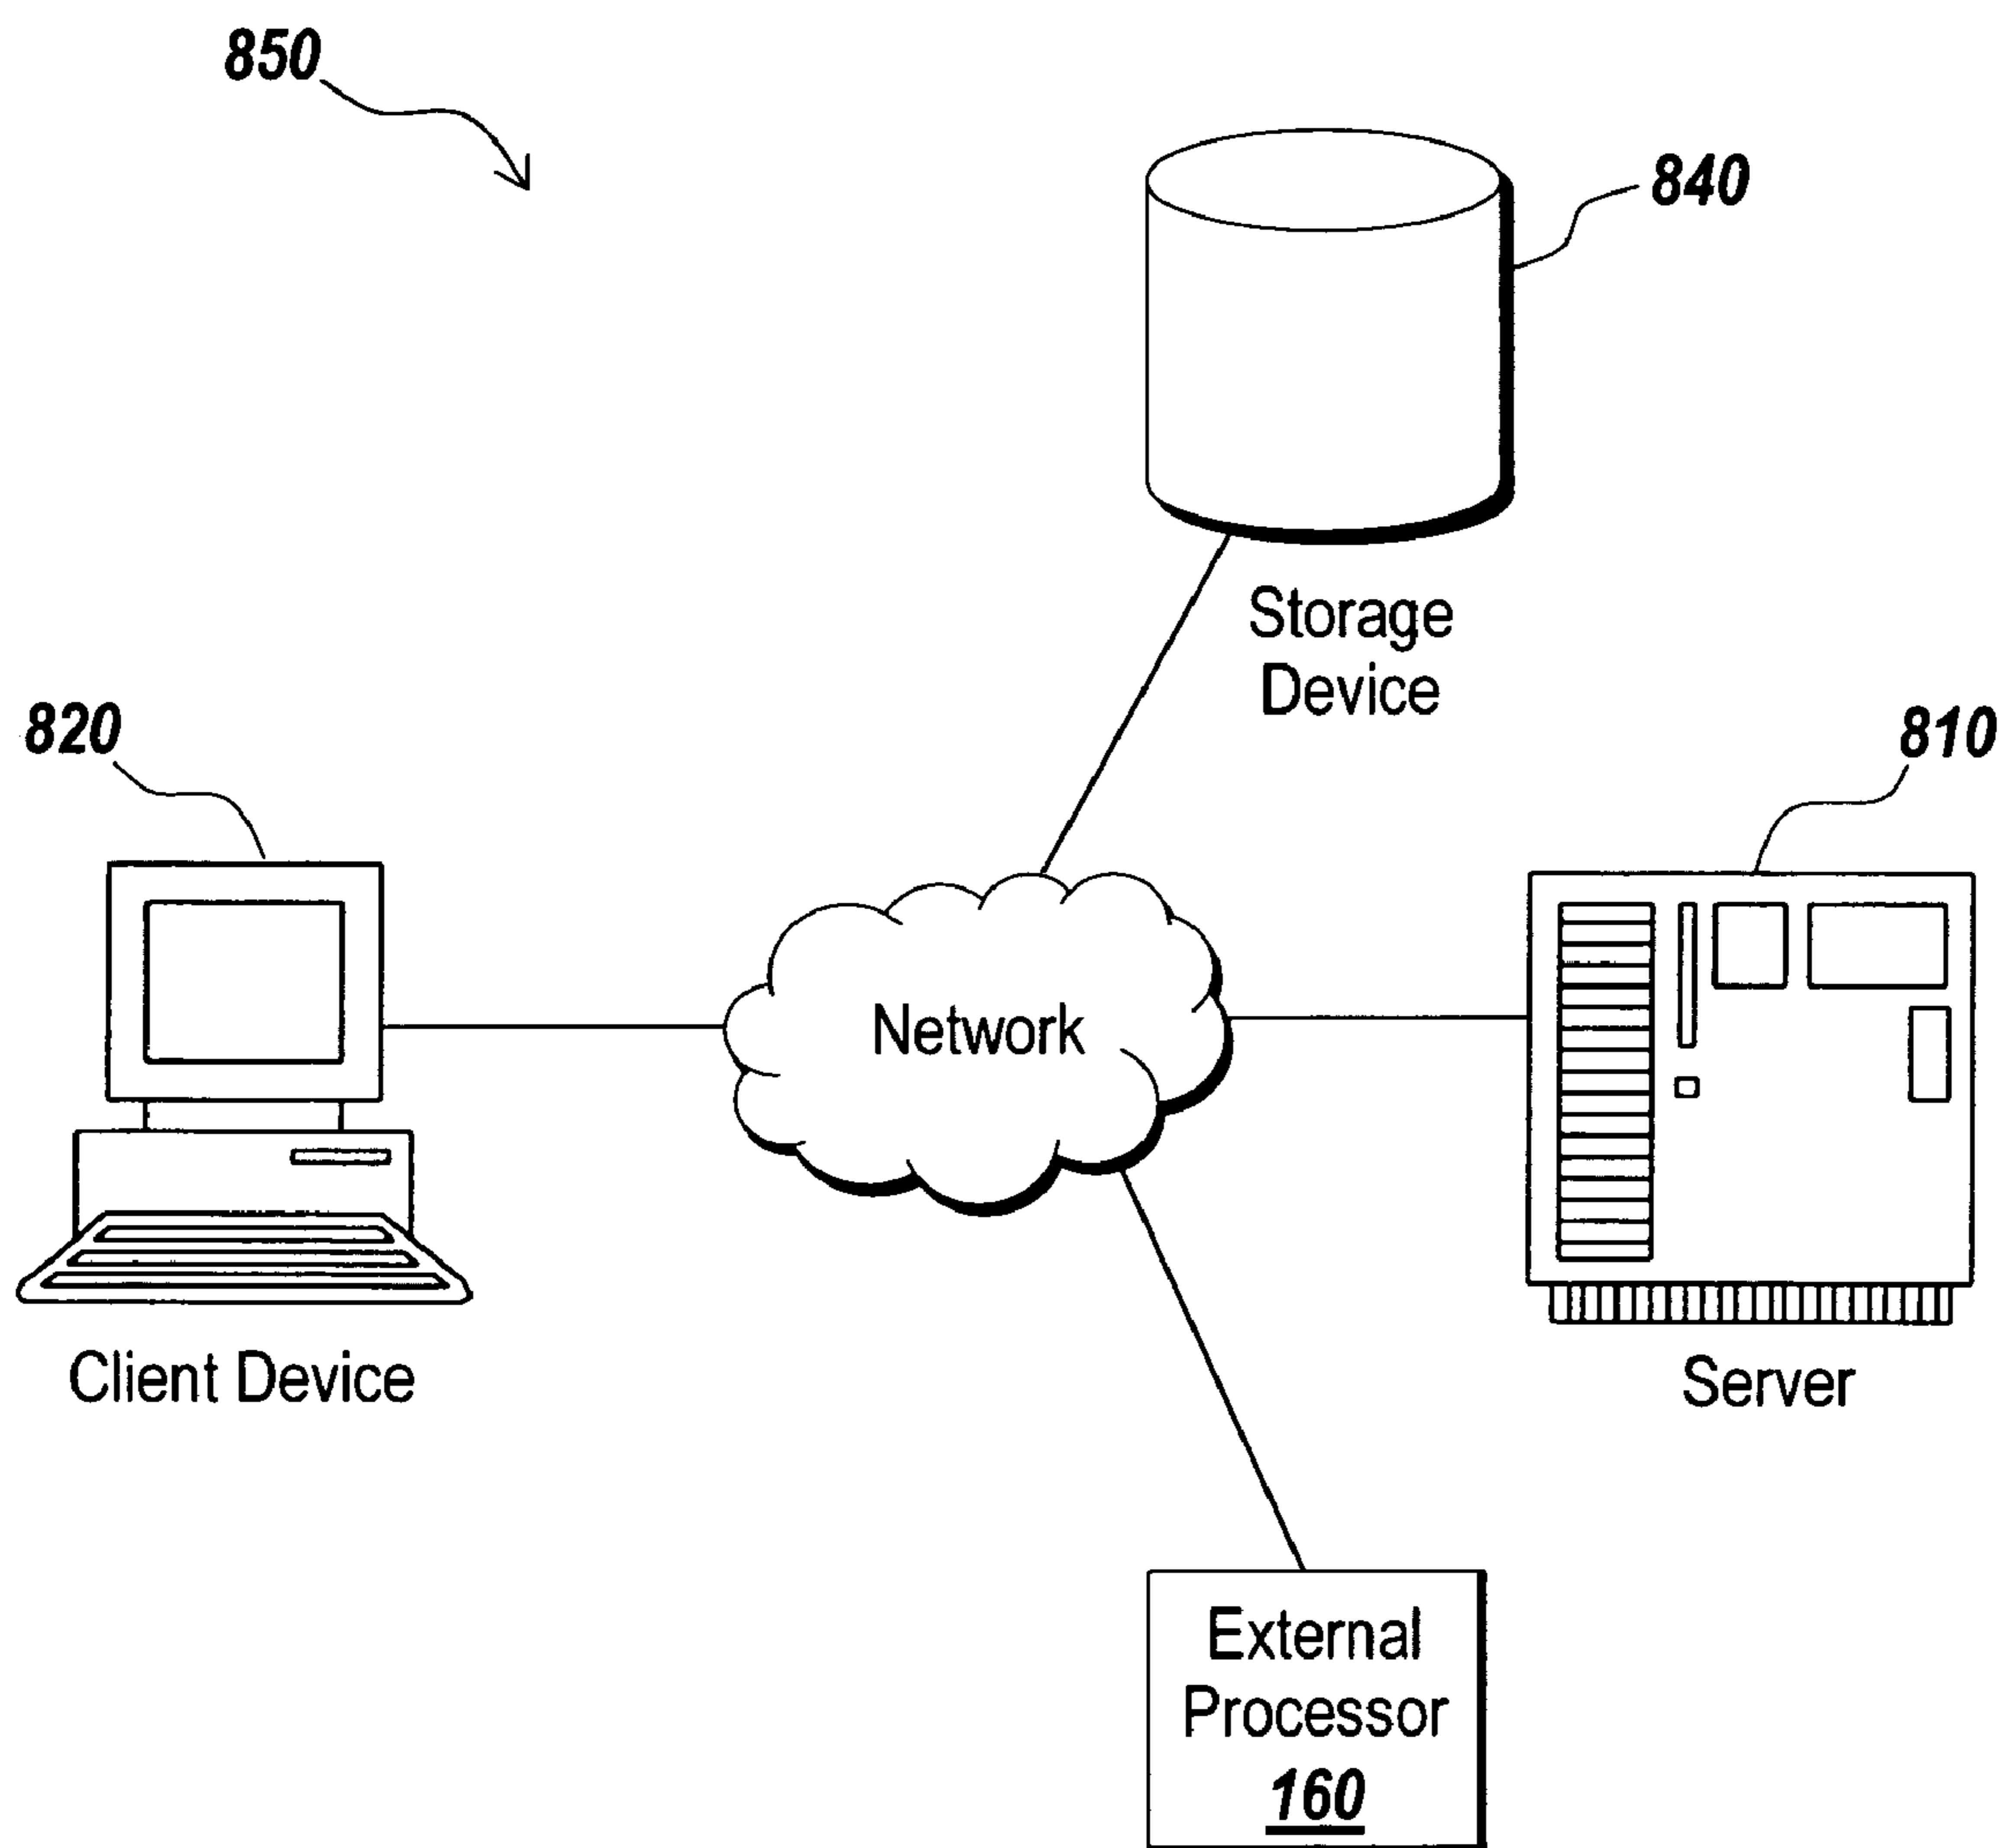 850
840
Storage
Device
820
810
Network
Client Device
Server
External
Processor
160